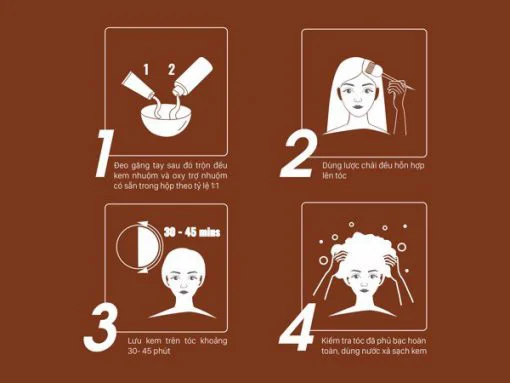 1 2
1
Đeo găng tay sau đó trộn đều
kem nhuộm và oxy trợ nhuộm
có sẵn trong hộp theo tỷ lệ 1:1
2
Dùng lược chải đều hỗn hợp
lên tóc
30 - 45 mins
3
Lưu kem trên tóc khoảng
30- 45 phút
4
Kiểm tra tóc đã phủ bạc hoàn
toàn, dùng nước xả sạch kem